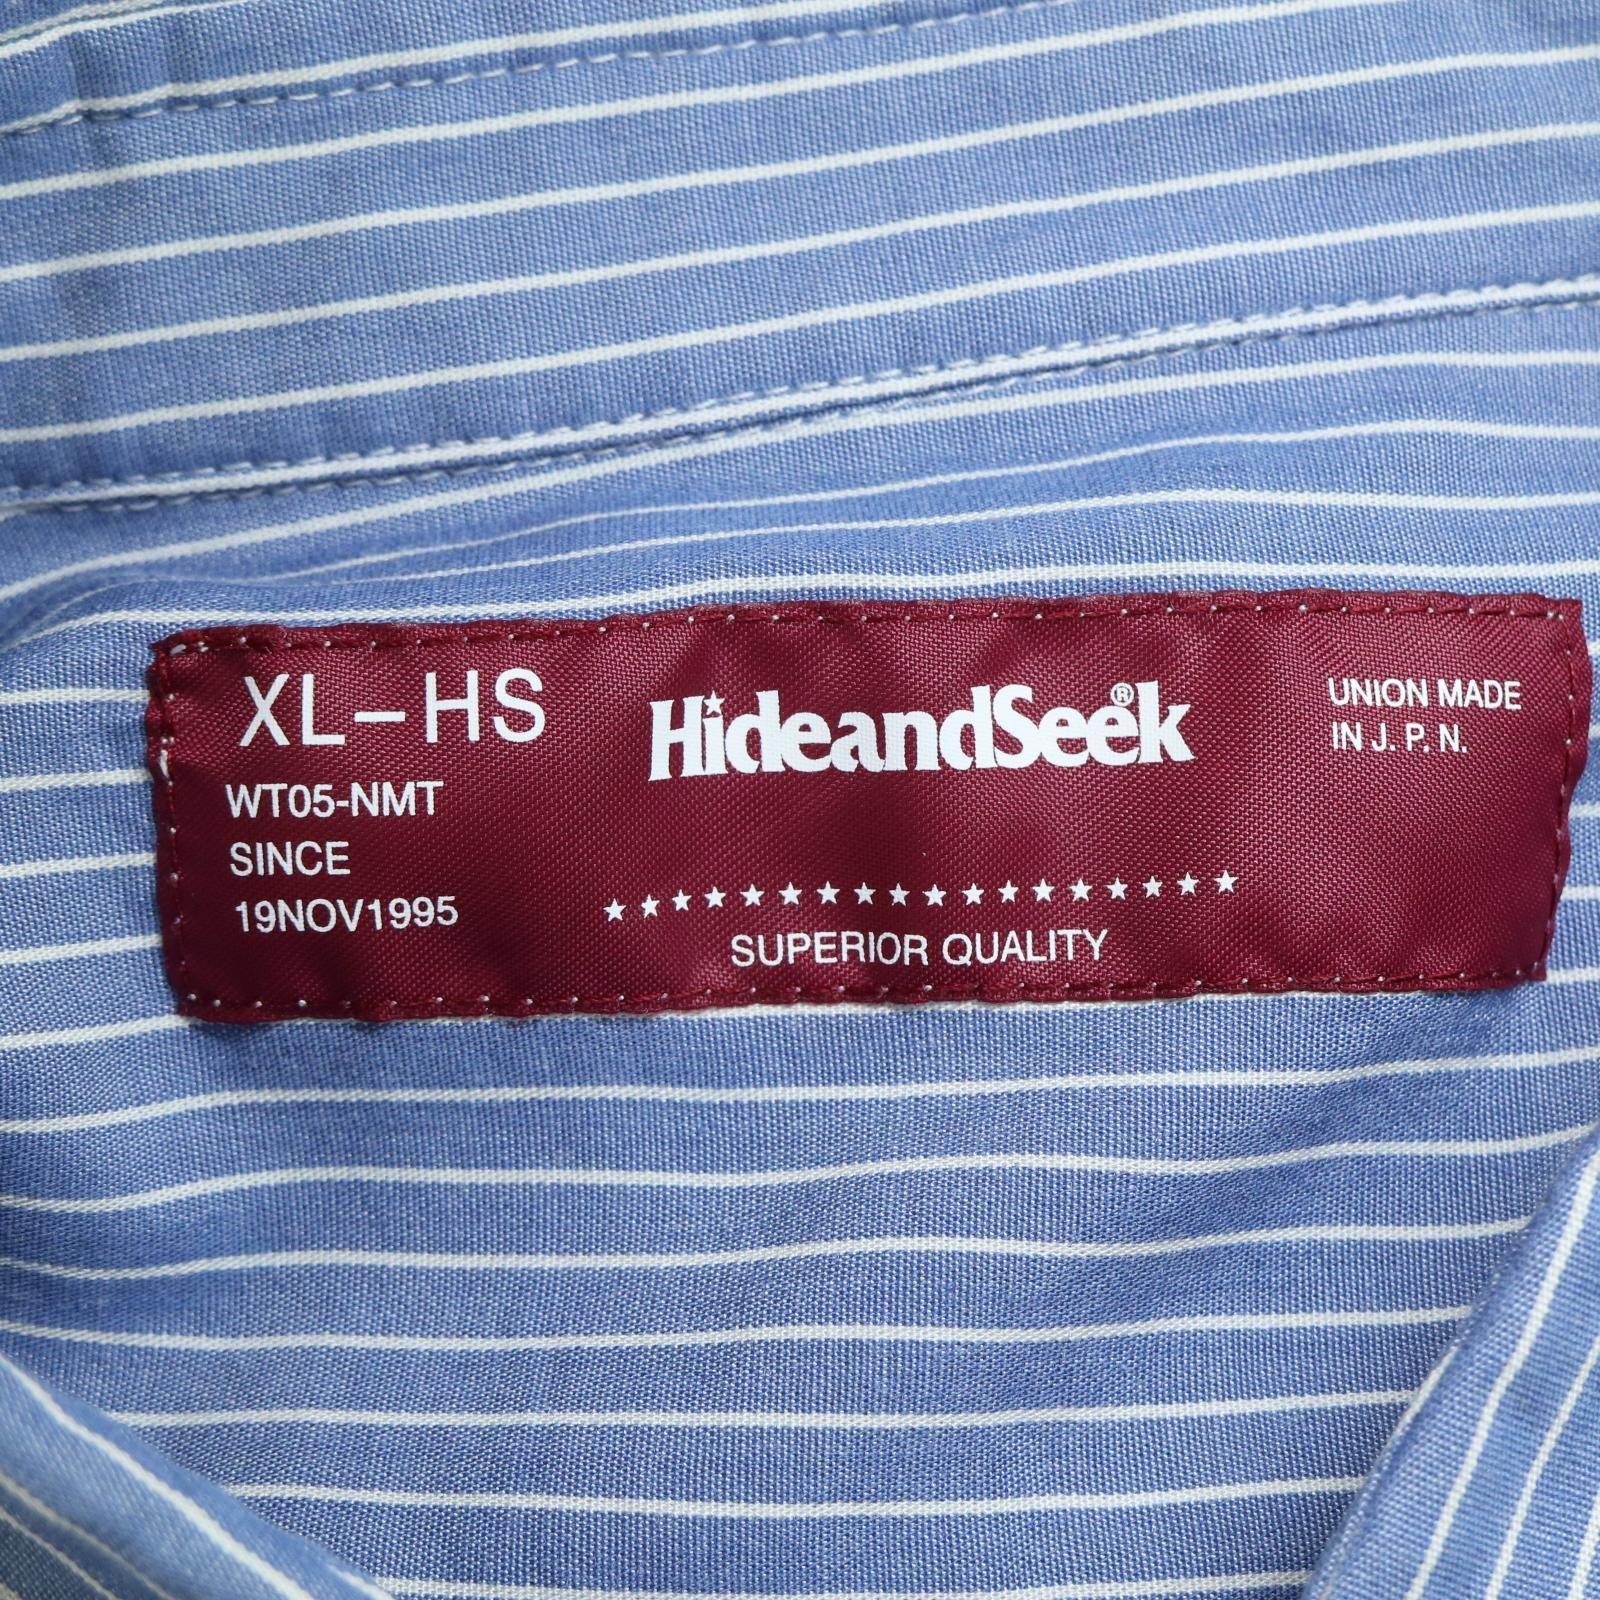 XL-HS
WT05-NMT
SINCE
19NOV1995
HideandSeek®
★★★★★★★★★★★★★★★★★★
SUPERIOR QUALITY
UNION MADE
IN J. P. N.